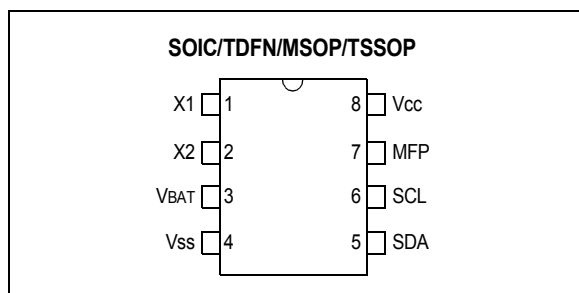 SOIC/TDFN/MSOP/TSSOP
X1 1 8 Vcc
X2 2 7 MFP
VBAT 3 6 SCL
Vss 4 5 SDA